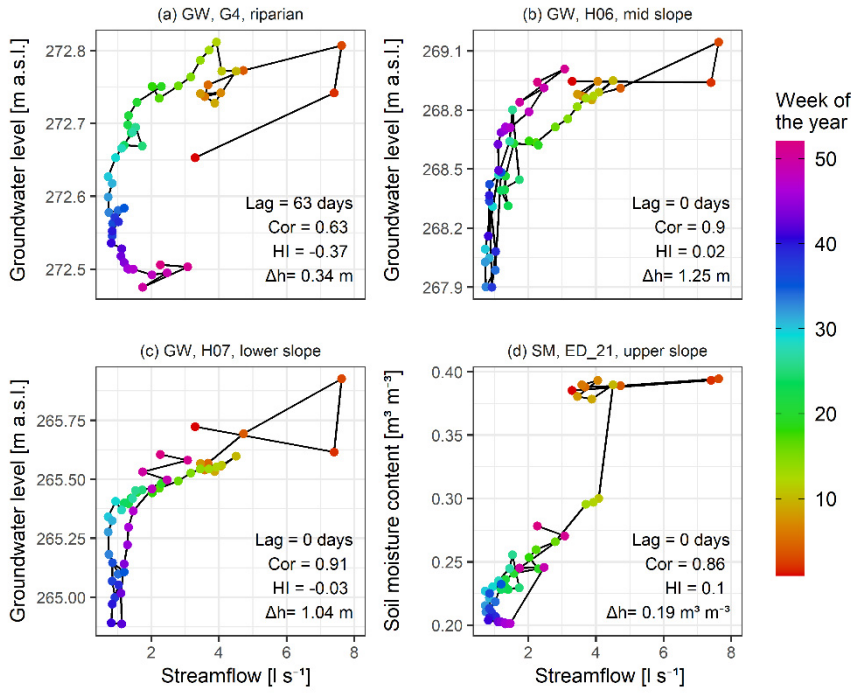 (a) GW, G4, riparian
Groundwater level [m a.s.l.]
272.8
272.7
272.6
272.5
Lag = 63 days
Cor = 0.63
HI = -0.37
Δh= 0.34 m
(b) GW, H06, mid slope
Groundwater level [m a.s.l.]
269.1
268.8
268.5
268.2
267.9
Lag = 0 days
Cor = 0.9
HI = 0.02
Δh= 1.25 m
(c) GW, H07, lower slope
Groundwater level [m a.s.l.]
265.75
265.50
265.25
265.00
Lag = 0 days
Cor = 0.91
HI = -0.03
Δh= 1.04 m
2 4 6 8
Streamflow [l s⁻¹]
(d) SM, ED_21, upper slope
Soil moisture content [m³ m⁻³]
0.40
0.35
0.30
0.25
0.20
Lag = 0 days
Cor = 0.86
HI = 0.1
Δh= 0.19 m³ m⁻³
2 4 6 8
Streamflow [l s⁻¹]
Week of
the year
50
40
30
20
10